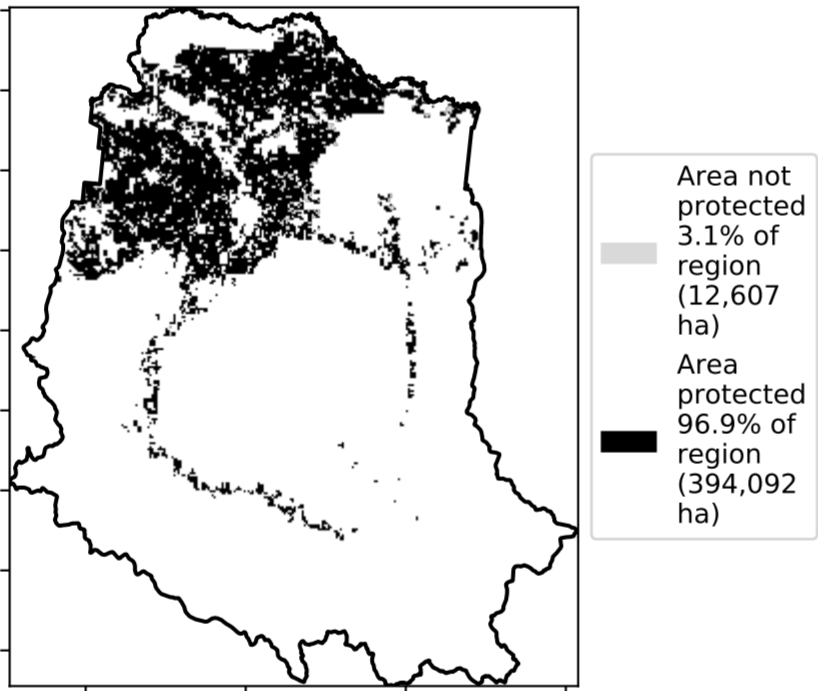 Area not
protected
3.1% of
region
(12,607
ha)
Area
protected
96.9% of
region
(394,092
ha)